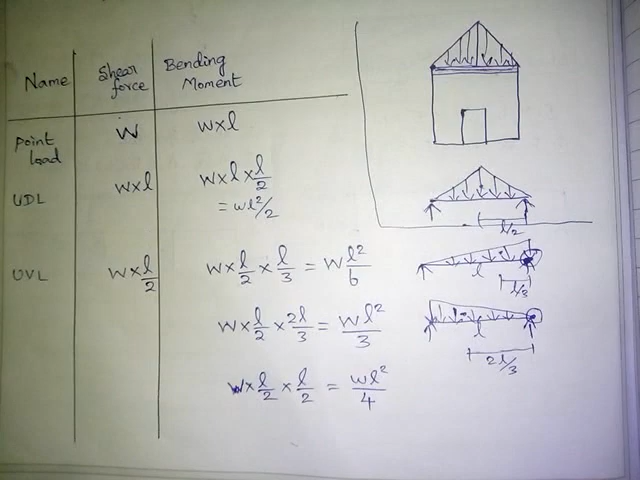 Name Shear force Bending Moment
Point Load W W×l
UDL W×l W×l×l/2
= wl²/2
UVL W×l/2 W×l/2 × l/3 = W l²/6
W×l/2 × 2l/3 = Wl²/3
W×l/2 × l/2 = wl²/4
l/2
l
l/3
l
2l/3